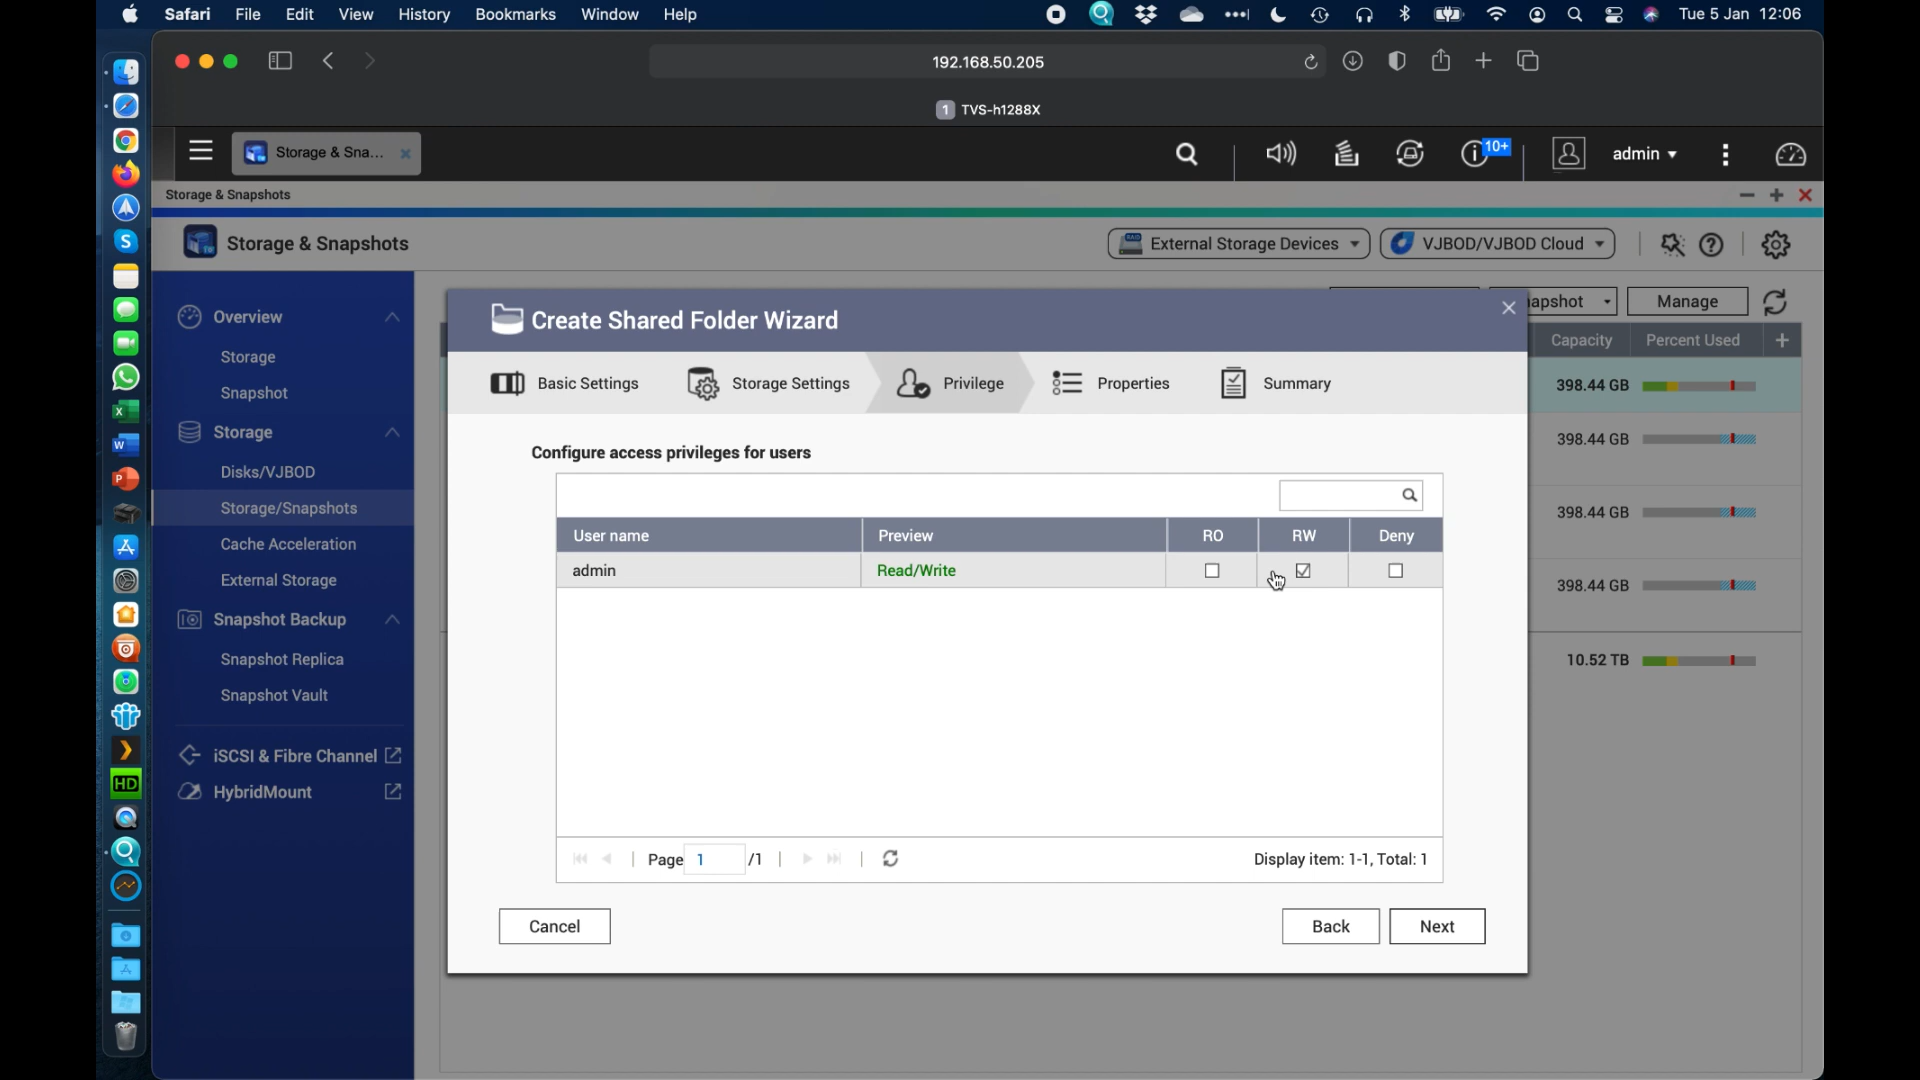 Safari File Edit View History Bookmarks Window Help Tue 5 Jan 12:06
192.168.50.205
1 TVS-h1288X
Storage & Sna... 10+ admin
Storage & Snapshots
Storage & Snapshots External Storage Devices VJBOD/VJBOD Cloud
Overview
Storage
Snapshot
Storage
Disks/VJBOD
Storage/Snapshots
Cache Acceleration
External Storage
Snapshot Backup
Snapshot Replica
Snapshot Vault
iSCSI & Fibre Channel
HybridMount
apshot Manage
Capacity Percent Used
398.44 GB
398.44 GB
398.44 GB
398.44 GB
10.52 TB
Create Shared Folder Wizard
Basic Settings Storage Settings Privilege Properties Summary
Configure access privileges for users
User name Preview RO RW Deny
admin Read/Write
Page 1 /1 Display item: 1-1, Total: 1
Cancel Back Next
HD